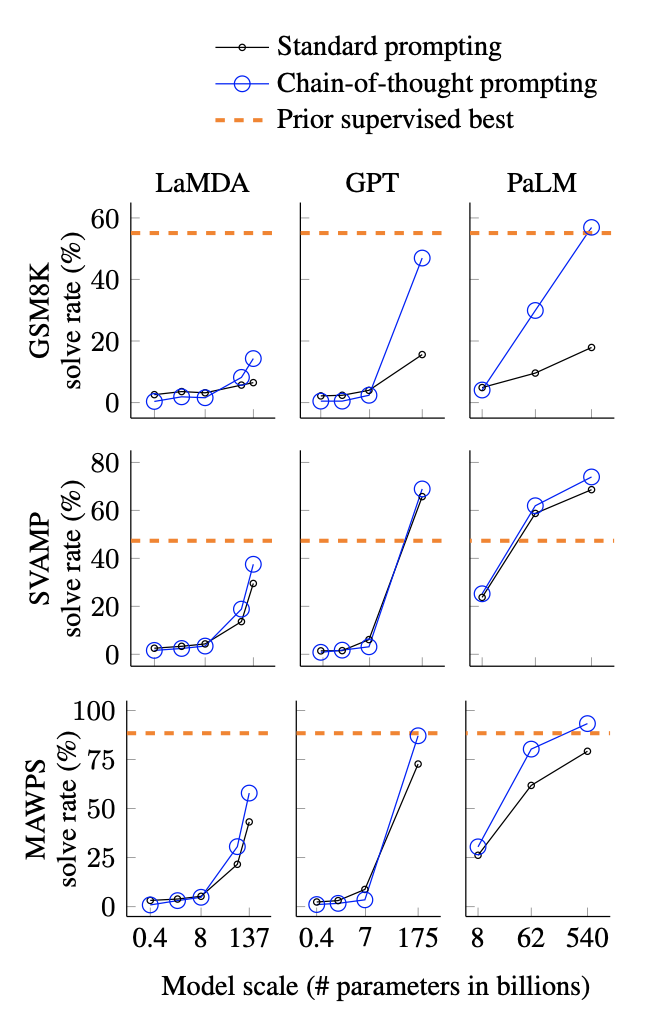 Standard prompting
Chain-of-thought prompting
Prior supervised best
LaMDA GPT PaLM
GSM8K
solve rate (%)
60
40
20
0
SVAMP
solve rate (%)
80
60
40
20
0
MAWPS
solve rate (%)
100
75
50
25
0
0.4 8 137 0.4 7 175 8 62 540
Model scale (# parameters in billions)